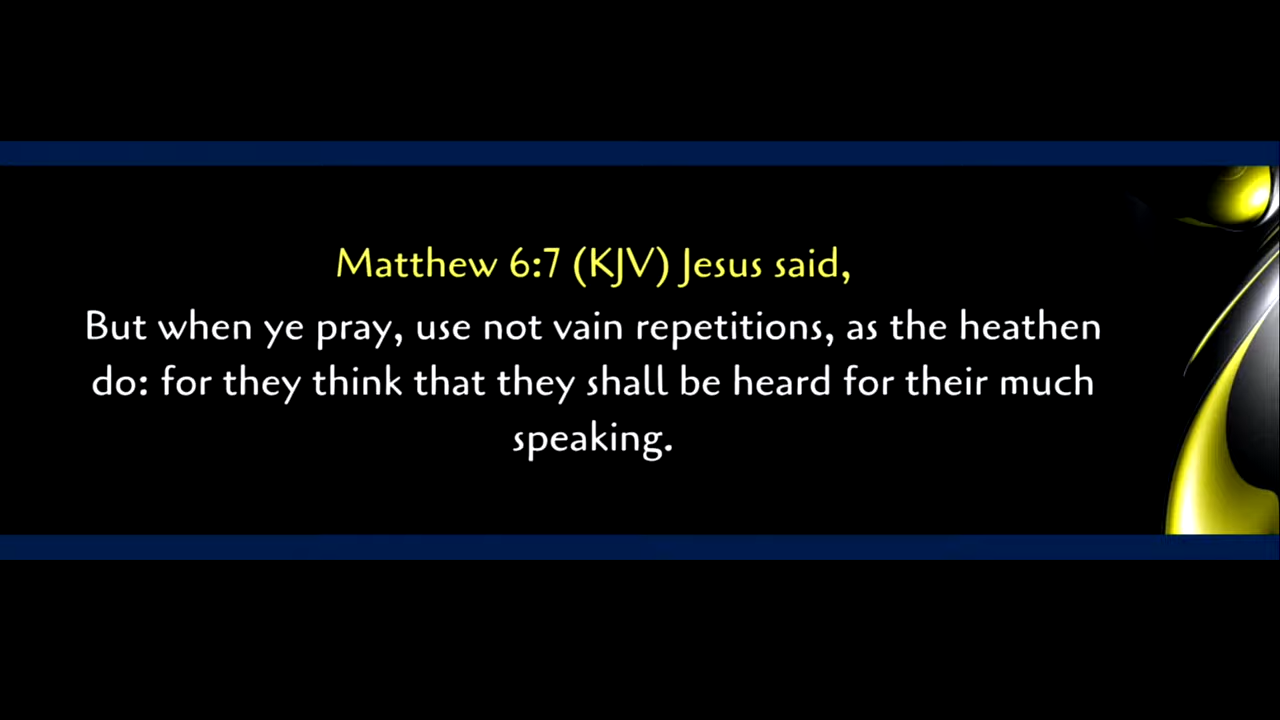 Matthew 6:7 (KJV) Jesus said,
But when ye pray, use not vain repetitions, as the heathen
do: for they think that they shall be heard for their much
speaking.